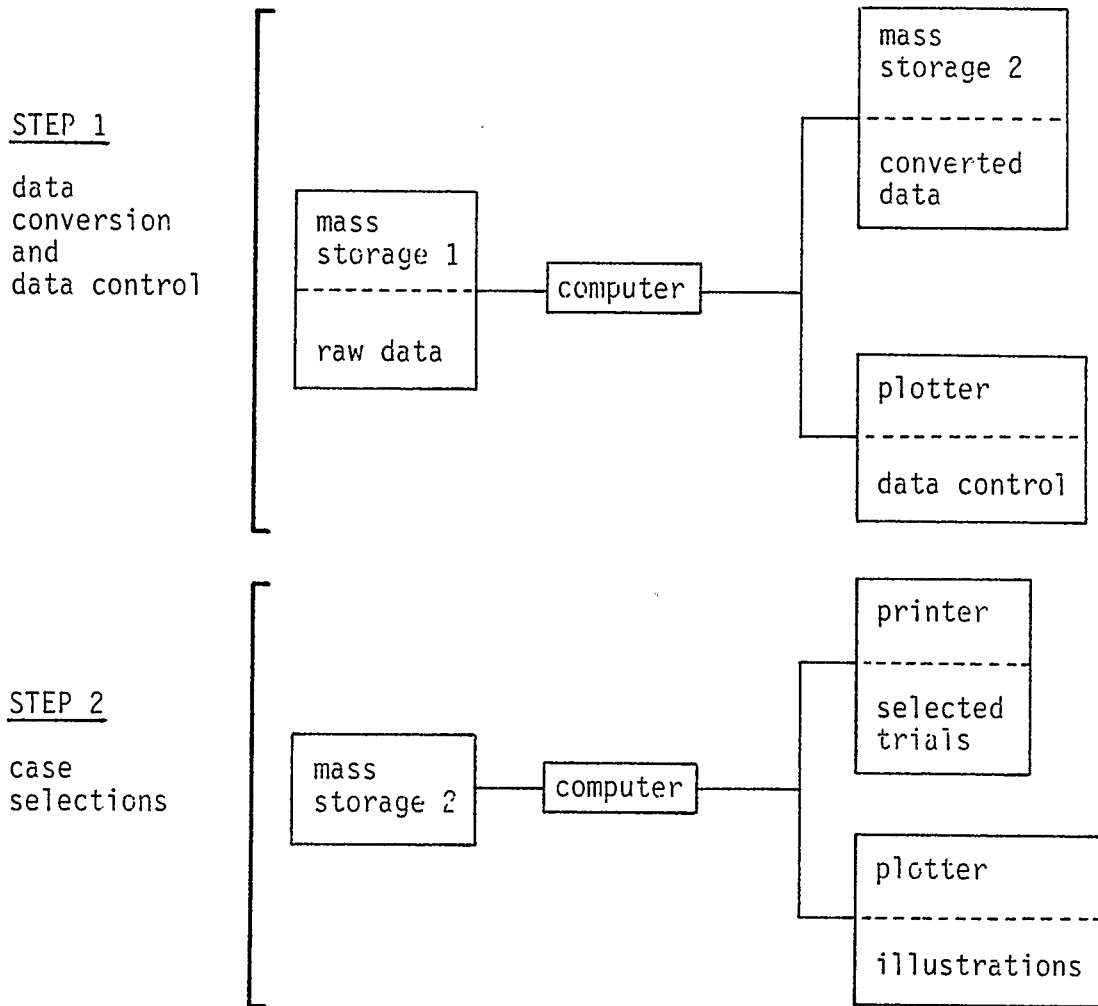 STEP 1
data
conversion
and
data control
mass
storage 1
raw data
computer
mass
storage 2
converted
data
plotter
data control
STEP 2
case
selections
mass
storage 2
computer
printer
selected
trials
plotter
illustrations